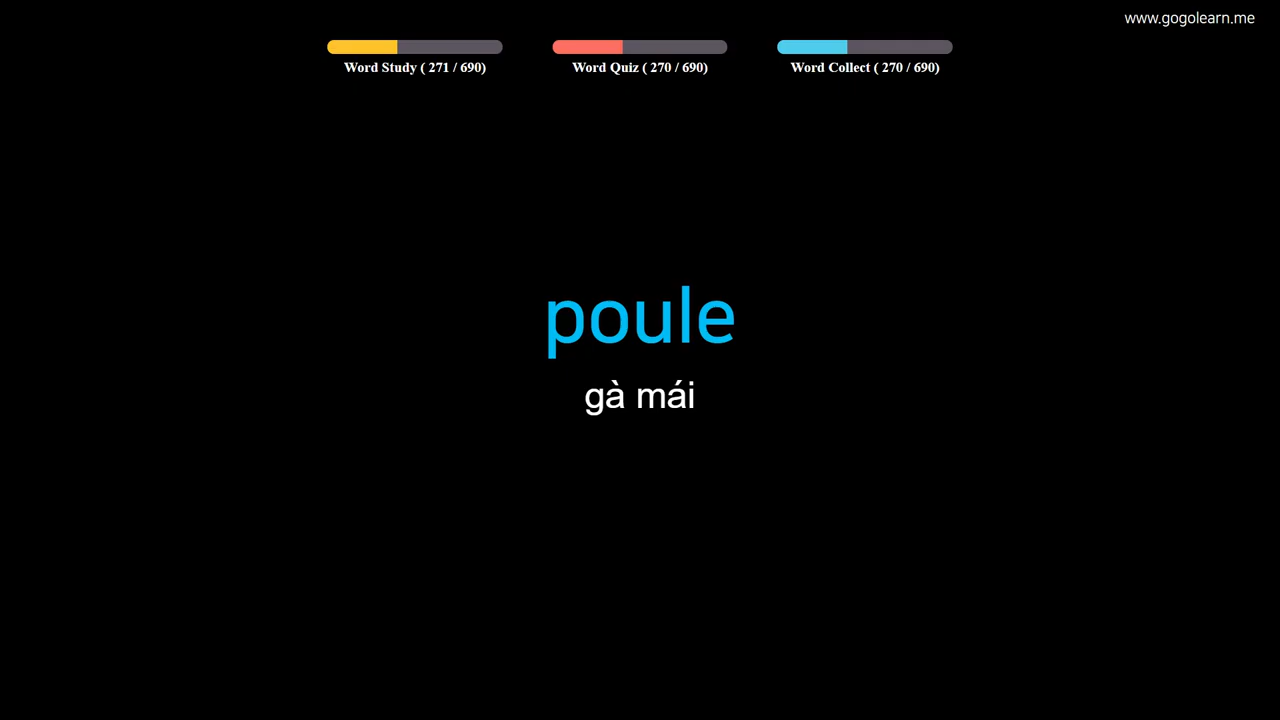 www.gogolearn.me
Word Study ( 271 / 690)
Word Quiz ( 270 / 690)
Word Collect ( 270 / 690)
poule
gà mái